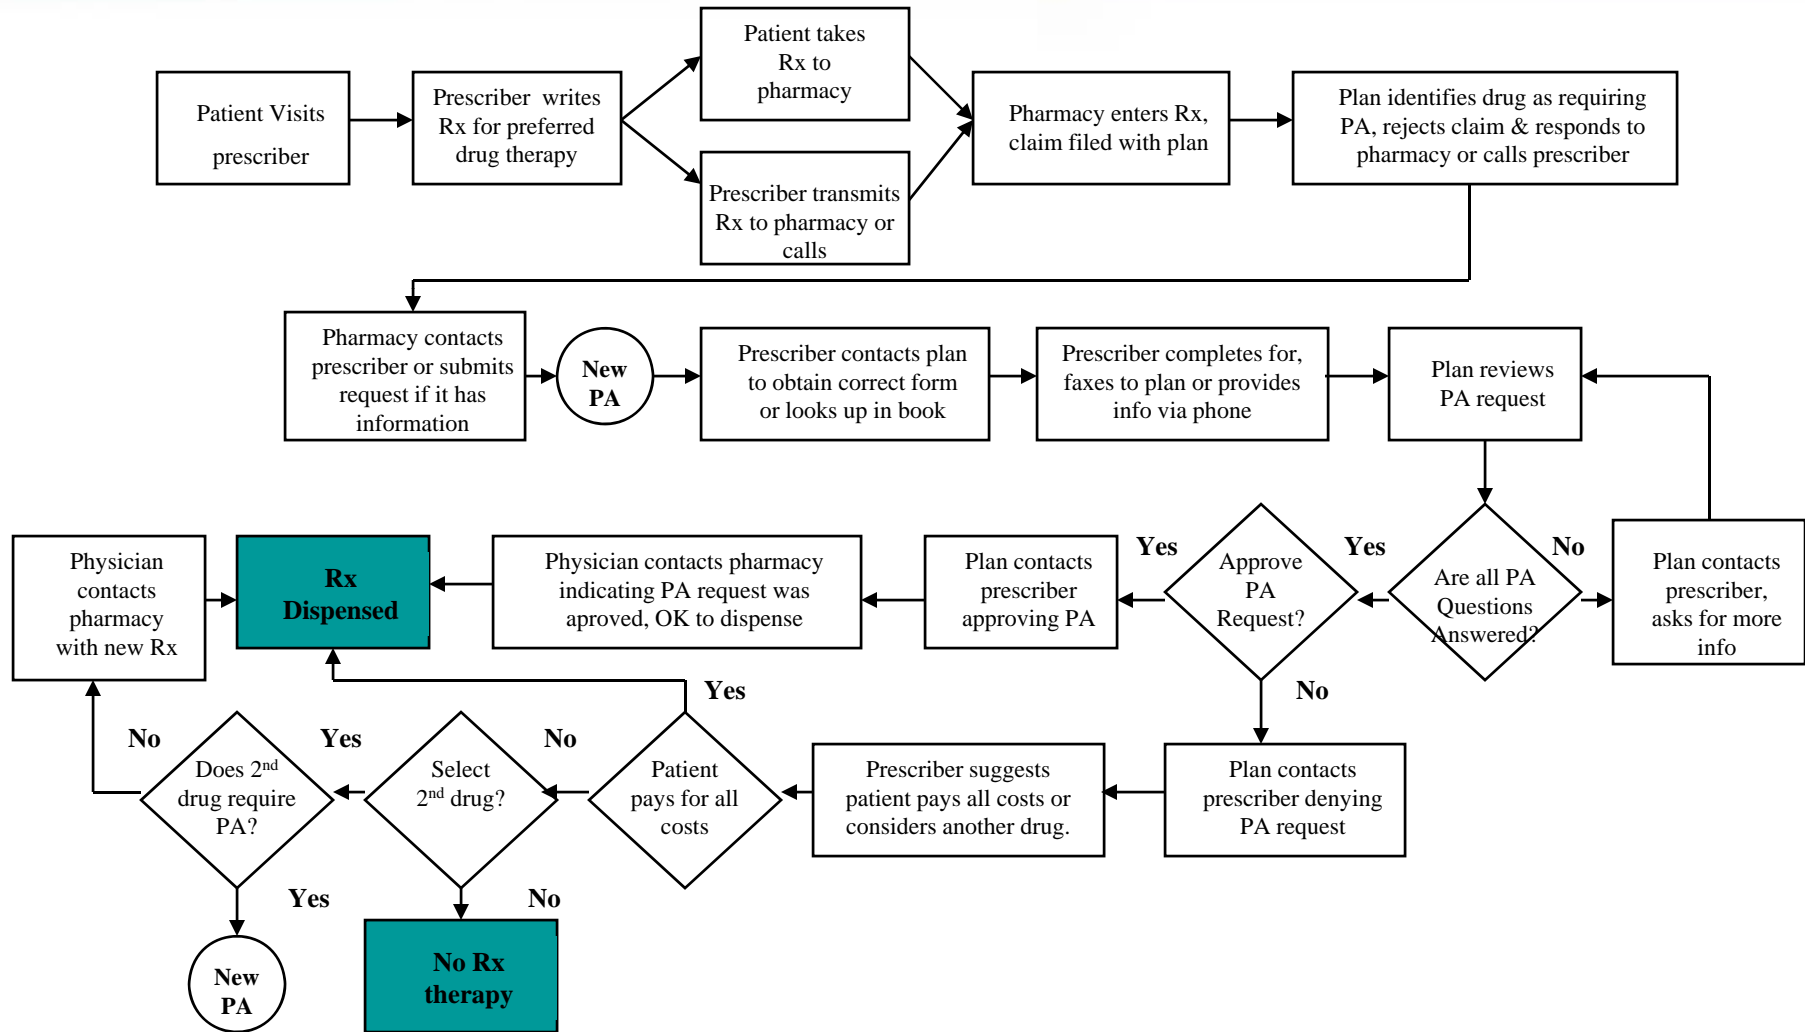 Patient Visits
prescriber
Prescriber writes
Rx for preferred
drug therapy
Patient takes
Rx to
pharmacy
Prescriber transmits
Rx to pharmacy or
calls
Pharmacy enters Rx,
claim filed with plan
Plan identifies drug as requiring
PA, rejects claim & responds to
pharmacy or calls prescriber
Pharmacy contacts
prescriber or submits
request if it has
information
New
PA
Prescriber contacts plan
to obtain correct form
or looks up in book
Prescriber completes for,
faxes to plan or provides
info via phone
Plan reviews
PA request
Are all PA
Questions
Answered?
No
Plan contacts
prescriber,
asks for more
info
Yes
Approve
PA
Request?
Yes
Plan contacts
prescriber
approving PA
Physician contacts pharmacy
indicating PA request was
aproved, OK to dispense
Rx
Dispensed
Physician
contacts
pharmacy
with new Rx
No
Plan contacts
prescriber denying
PA request
Prescriber suggests
patient pays all costs or
considers another drug.
Patient
pays for all
costs
Yes
No
Select
2nd drug?
Yes
Does 2nd
drug require
PA?
No
Yes
New
PA
No
No Rx
therapy